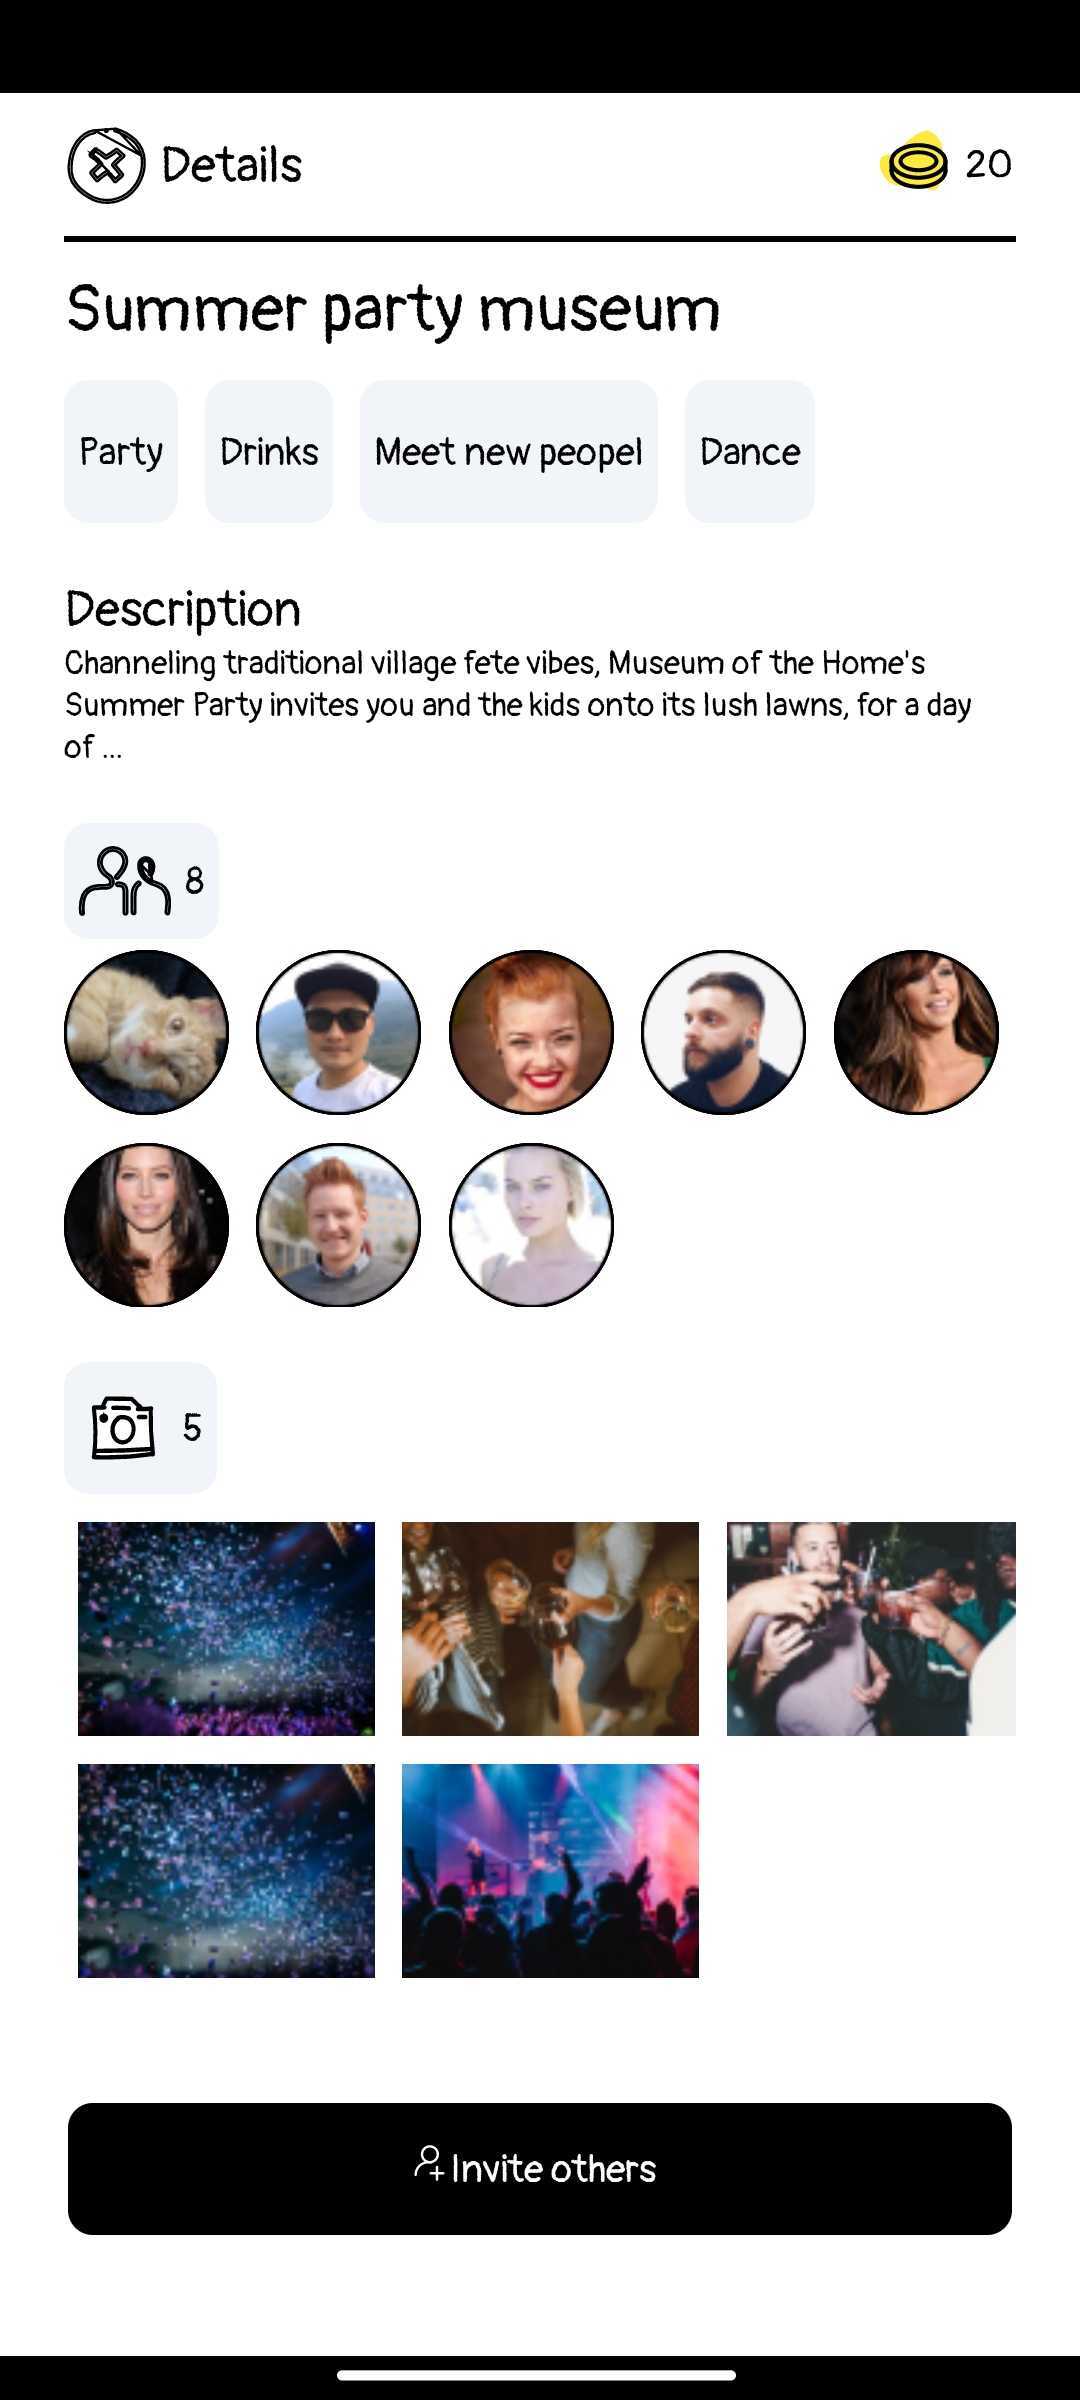 Details
20
Summer party museum
Party
Drinks
Meet new peopel
Dance
Description
Channeling traditional village fete vibes, Museum of the Home's
Summer Party invites you and the kids onto its lush lawns, for a day
of ...
8
5
Invite others